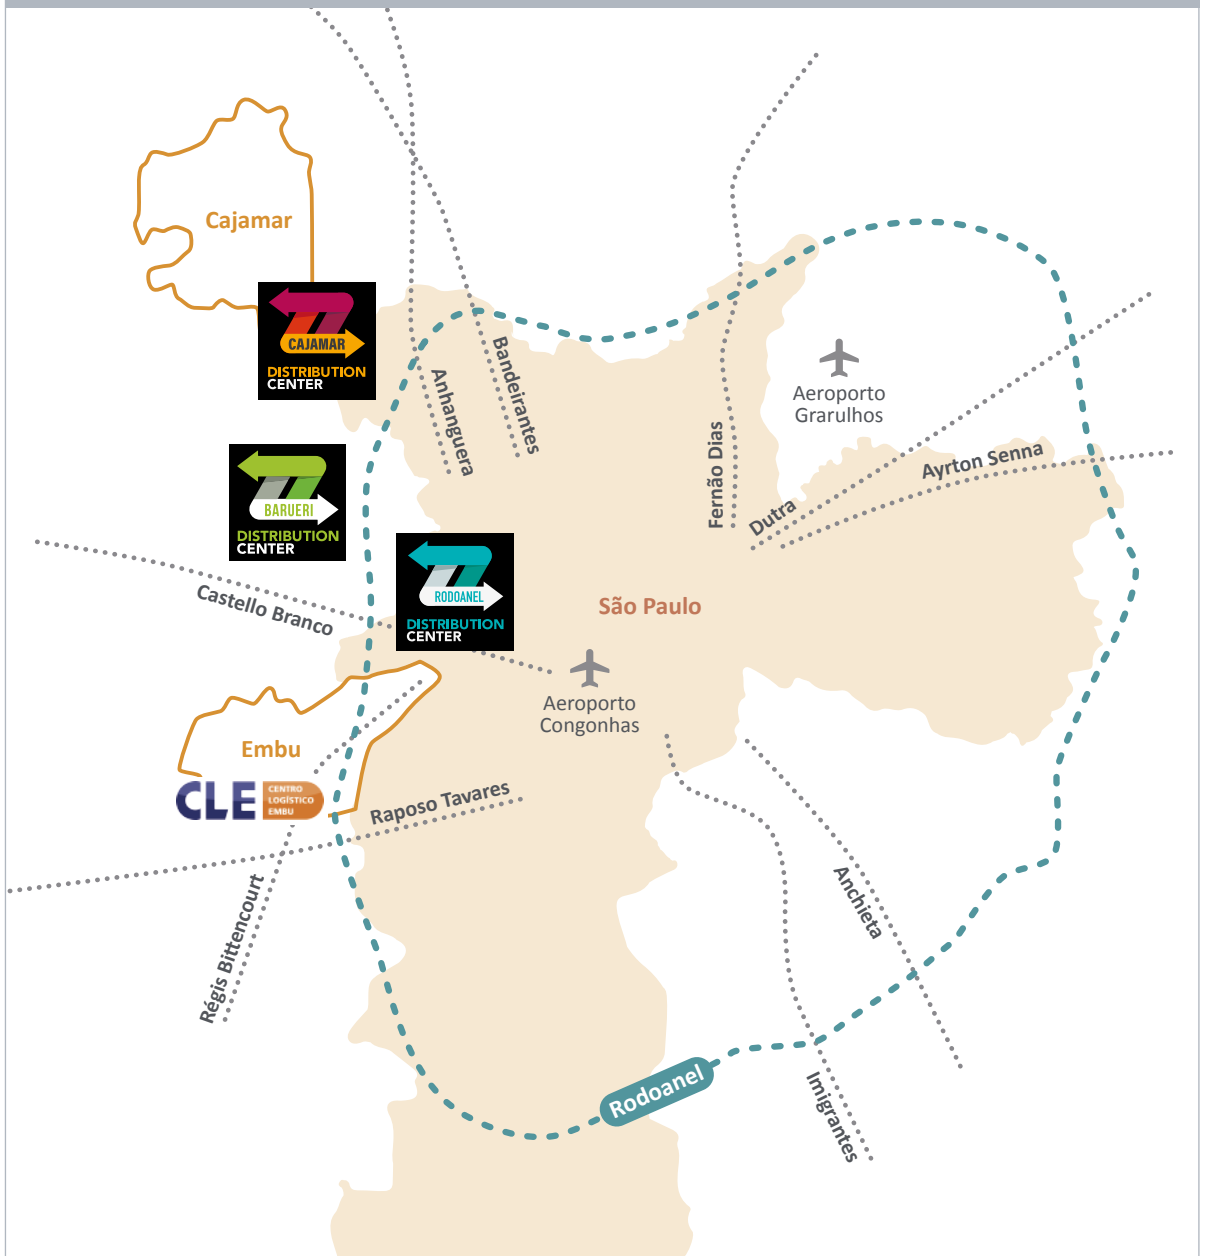 Cajamar
CAJAMAR
DISTRIBUTION
CENTER
Bandeirantes
Anhanguera
Aeroporto
Grarulhos
Fernão Dias
Ayrton Senna
Dutra
BARUERI
DISTRIBUTION
CENTER
RODOANEL
DISTRIBUTION
CENTER
Castello Branco
São Paulo
Aeroporto
Congonhas
Embu
CLE
CENTRO
LOGÍSTICO
EMBU
Raposo Tavares
Régis Bittencourt
Anchieta
Imigrantes
Rodoanel